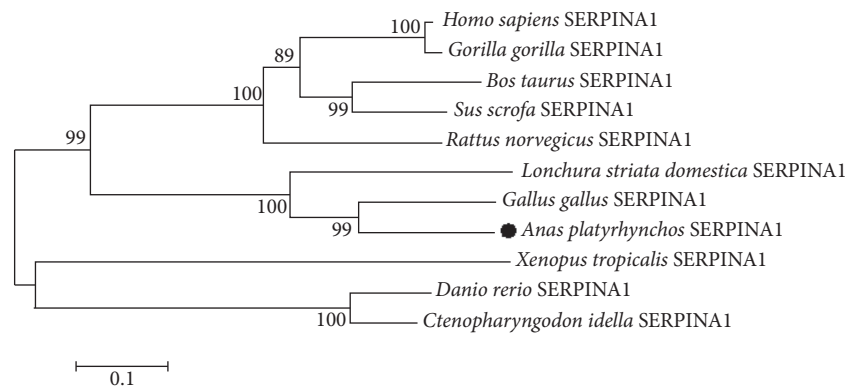 Homo sapiens SERPINA1
100
Gorilla gorilla SERPINA1
89
Bos taurus SERPINA1
100
99
Sus scrofa SERPINA1
99
Rattus norvegicus SERPINA1
Lonchura striata domestica SERPINA1
100
Gallus gallus SERPINA1
99
Anas platyrhynchos SERPINA1
Xenopus tropicalis SERPINA1
Danio rerio SERPINA1
100
Ctenopharyngodon idella SERPINA1
0.1